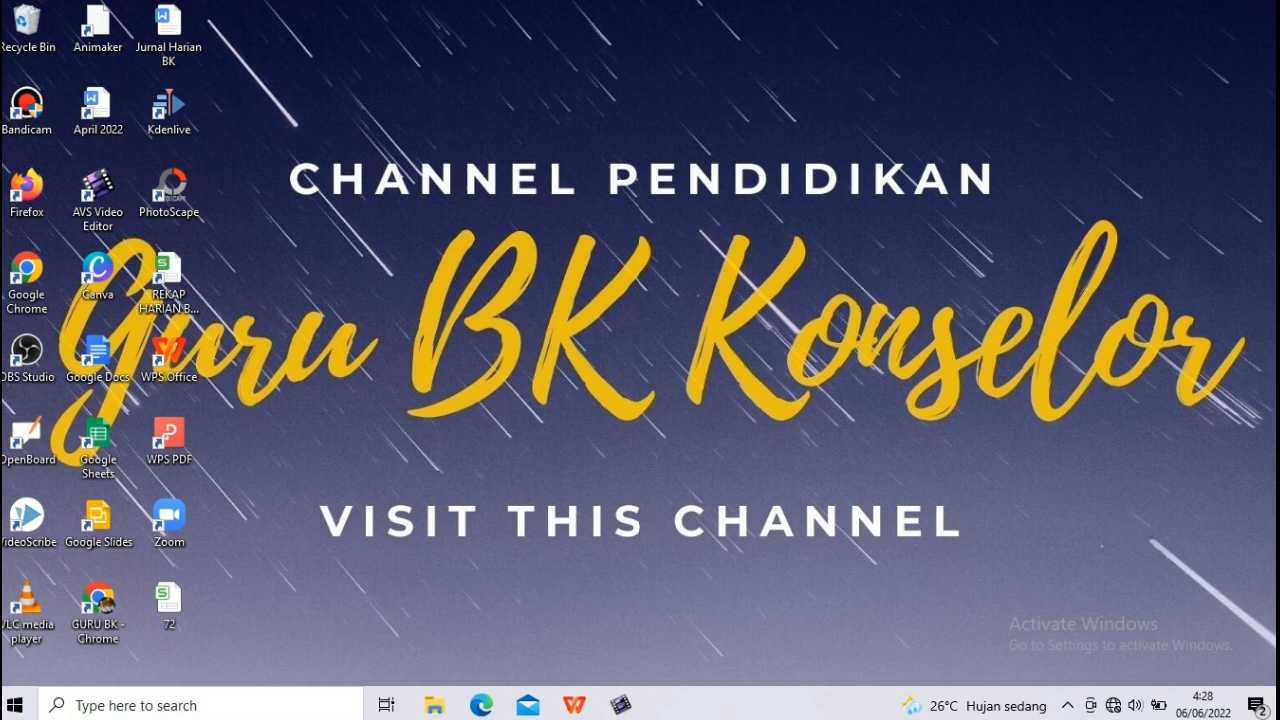 Recycle Bin
Animaker
Jurnal Harian
BK
Bandicam
April 2022
Kdenlive
Firefox
AVS Video
Editor
PhotoScape
Google
Chrome
Canva
REKAP
HARIAN B...
OBS Studio
Google Docs
WPS Office
OpenBoard
Google
Sheets
WPS PDF
VideoScribe
Google Slides
Zoom
VLC media
player
GURU BK -
Chrome
72
CHANNEL PENDIDIKAN
Guru BK Konselor
VISIT THIS CHANNEL
Activate Windows
Go to Settings to activate Windows.
Type here to search
26°C Hujan sedang
4:28
06/06/2022
2